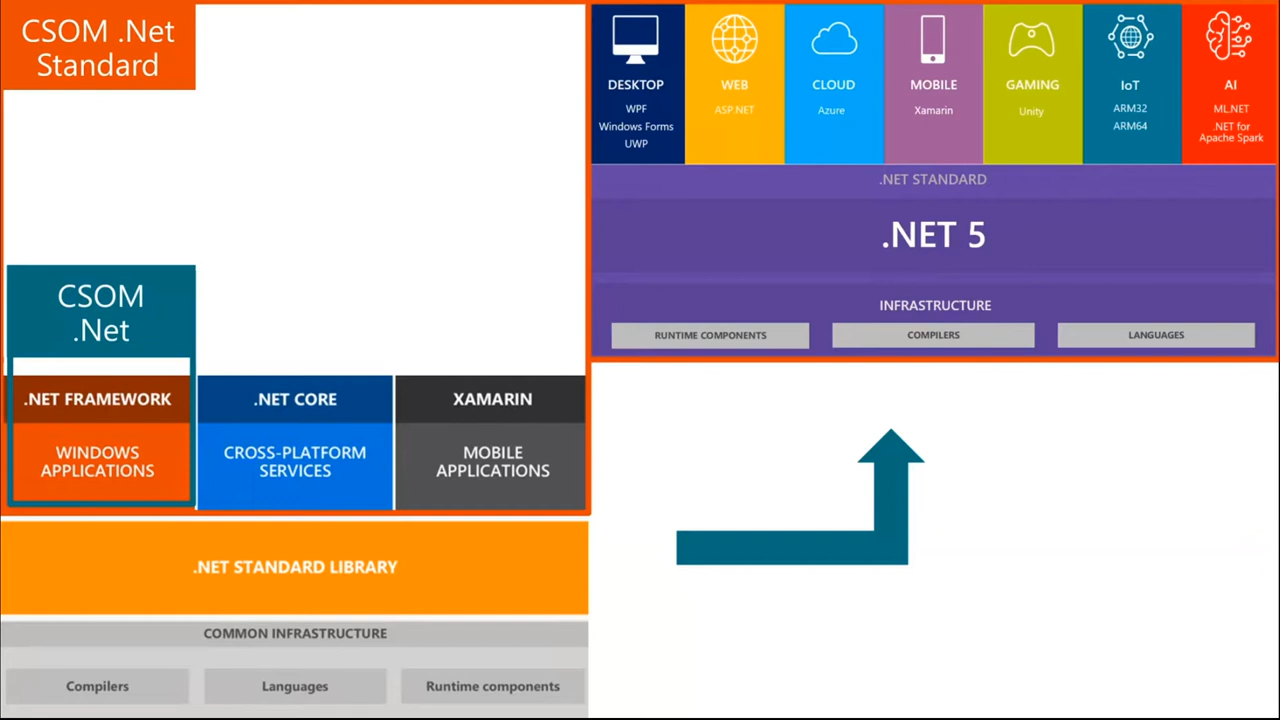 CSOM .Net
Standard
CSOM
.Net
.NET FRAMEWORK
WINDOWS
APPLICATIONS
.NET CORE
CROSS-PLATFORM
SERVICES
XAMARIN
MOBILE
APPLICATIONS
.NET STANDARD LIBRARY
COMMON INFRASTRUCTURE
Compilers
Languages
Runtime components
DESKTOP
WPF
Windows Forms
UWP
WEB
ASP.NET
CLOUD
Azure
MOBILE
Xamarin
GAMING
Unity
IoT
ARM32
ARM64
AI
ML.NET
.NET for
Apache Spark
.NET STANDARD
.NET 5
INFRASTRUCTURE
RUNTIME COMPONENTS
COMPILERS
LANGUAGES